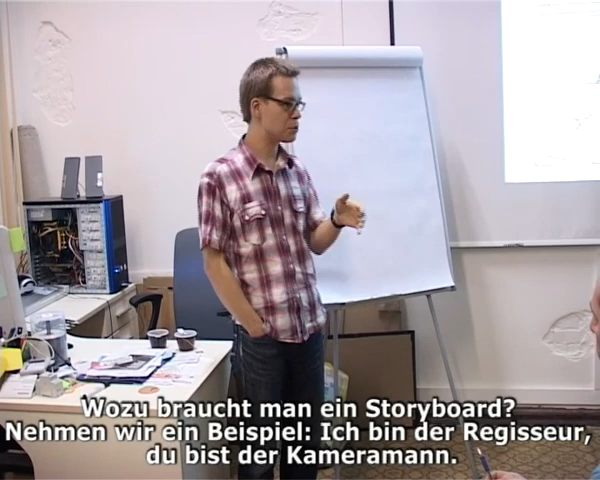 Wozu braucht man ein Storyboard?
Nehmen wir ein Beispiel: Ich bin der Regisseur,
du bist der Kameramann.